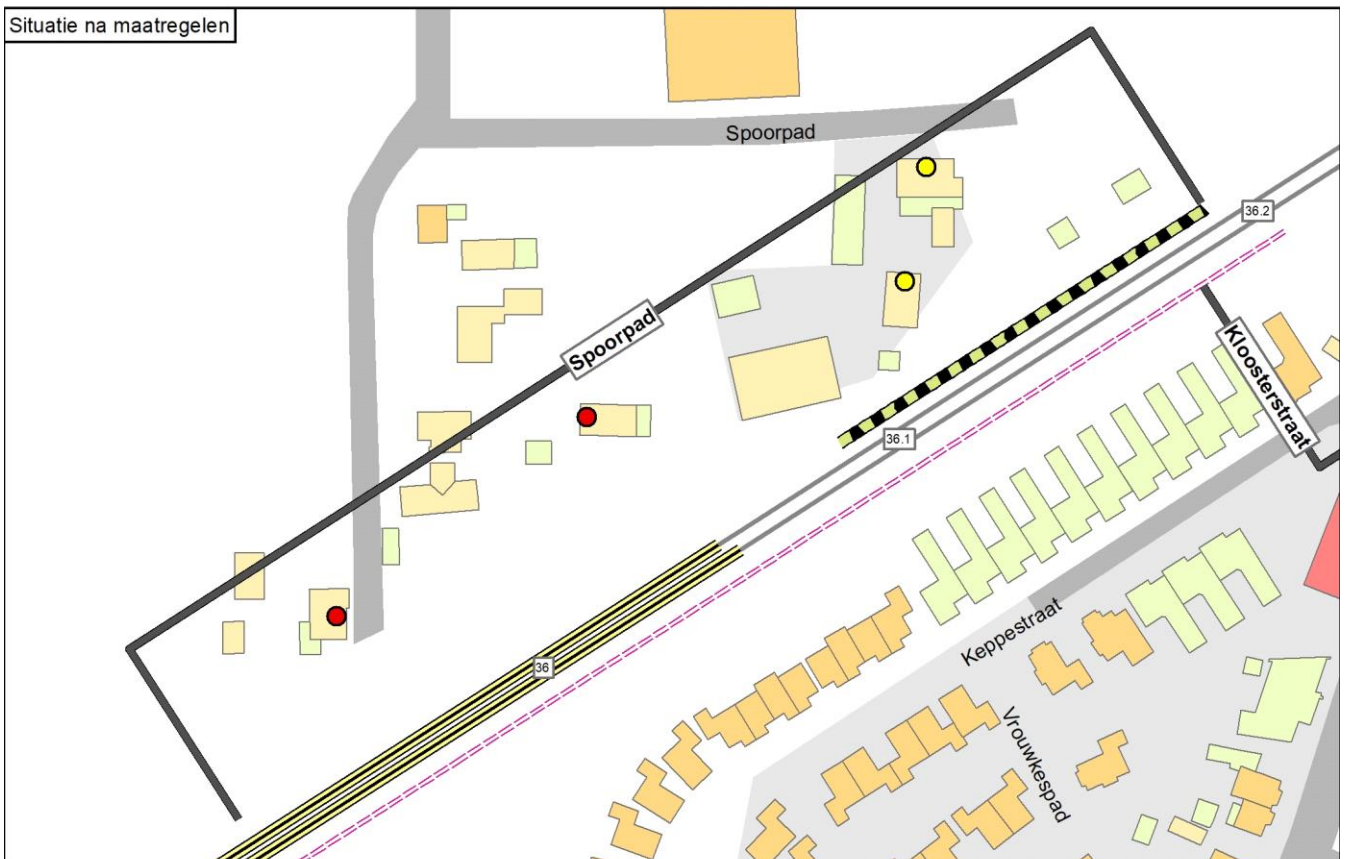 Situatie na maatregelen
Spoorpad
36.2
Spoorpad
Kloosterstraat
36.1
Keppestraat
36
Vrouwkespad